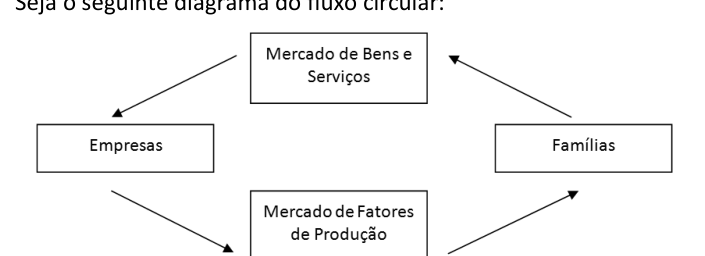 Seja o seguinte diagrama do fluxo circular:
Mercado de Bens e
Serviços
Empresas
Famílias
Mercado de Fatores
de Produção